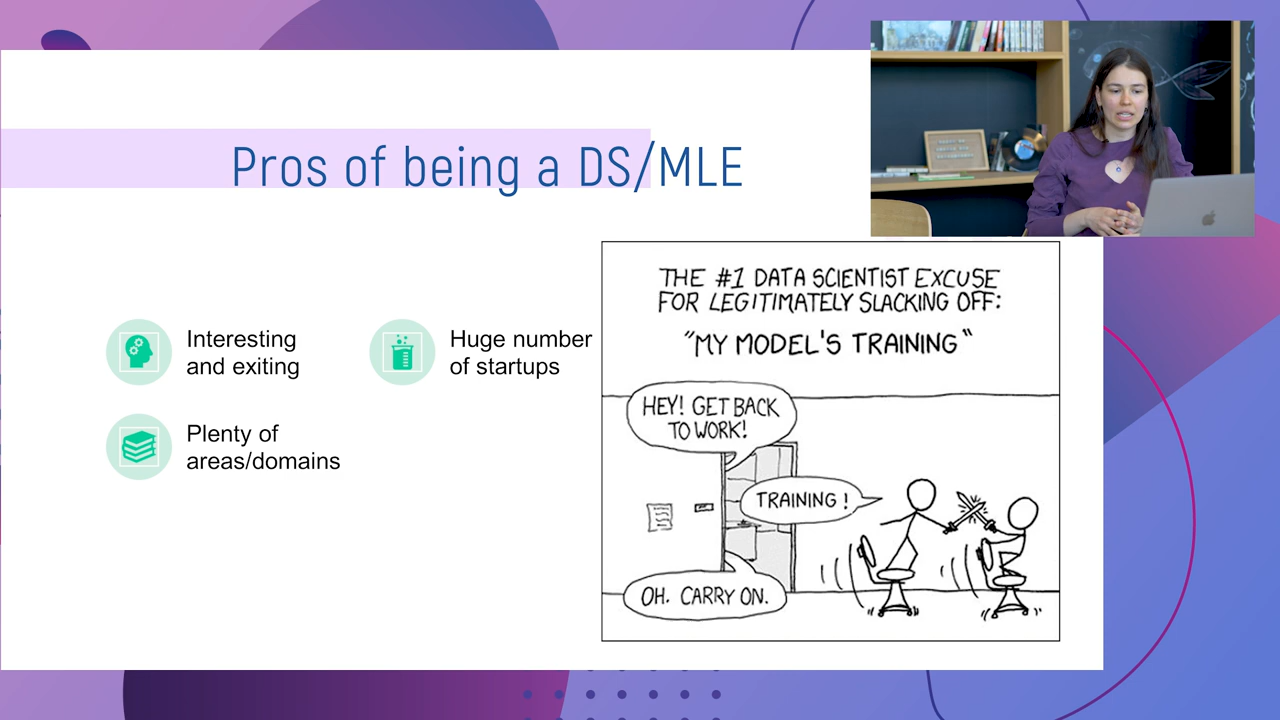 Pros of being a DS/MLE
Interesting
and exiting
Huge number
of startups
Plenty of
areas/domains
THE #1 DATA SCIENTIST EXCUSE
FOR LEGITIMATELY SLACKING OFF:
"MY MODEL'S TRAINING"
HEY! GET BACK
TO WORK!
TRAINING!
OH. CARRY ON.